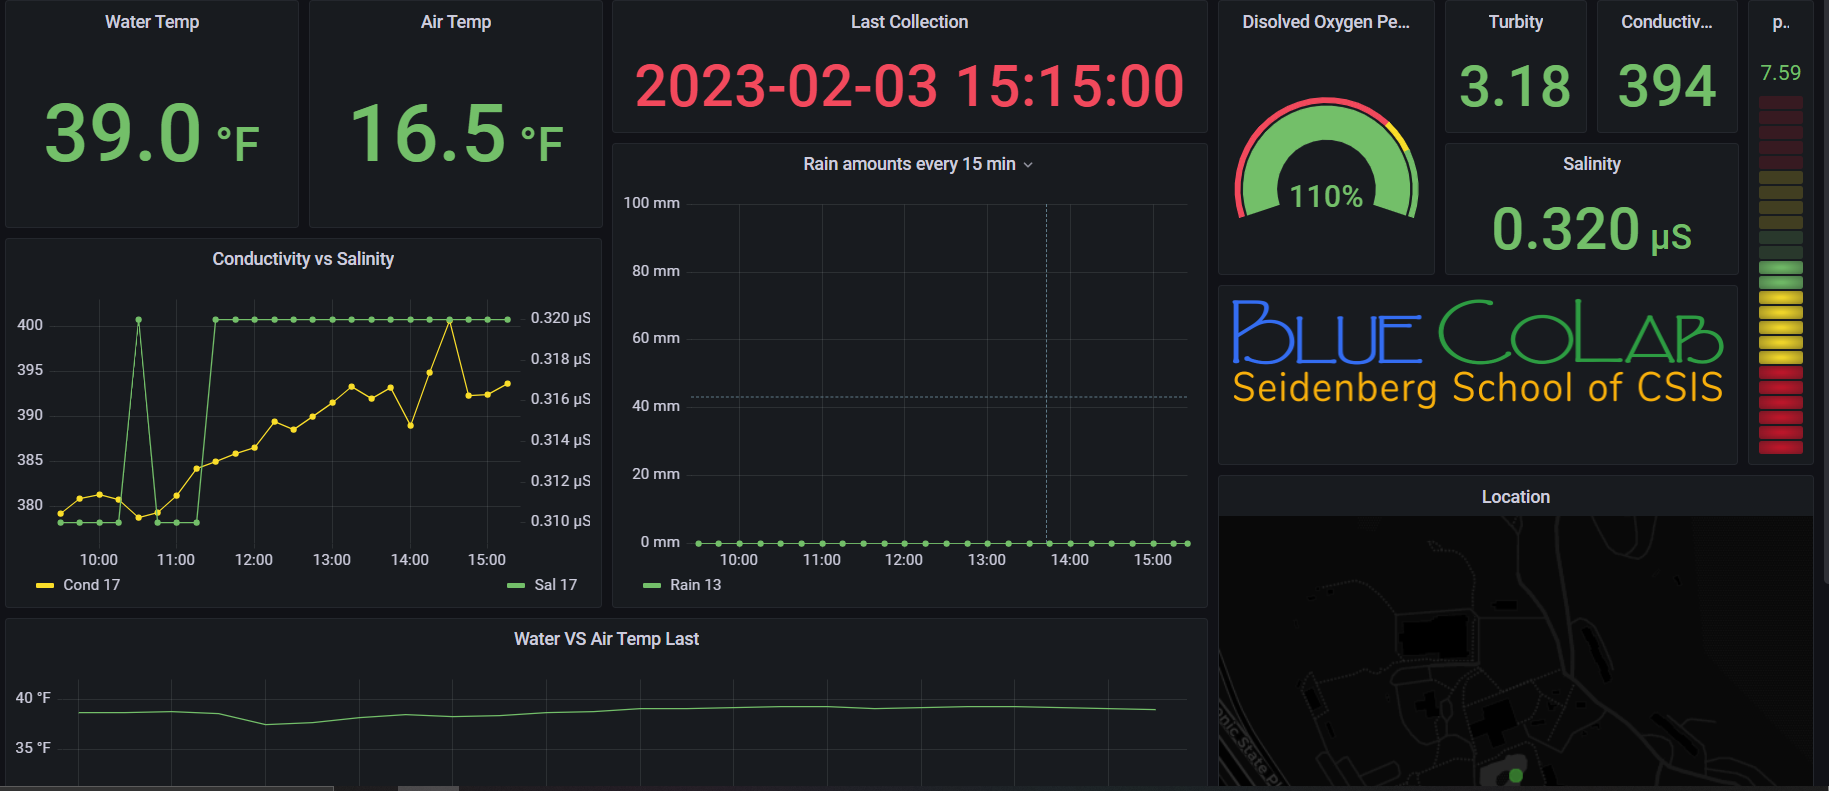 Water Temp
39.0 °F
Air Temp
16.5 °F
Last Collection
2023-02-03 15:15:00
Disolved Oxygen Pe...
110%
Turbity
3.18
Conductiv...
394
p..
7.59
Salinity
0.320 µS
Conductivity vs Salinity
400
395
390
385
380
0.320 µS
0.318 µS
0.316 µS
0.314 µS
0.312 µS
0.310 µS
10:00 11:00 12:00 13:00 14:00 15:00
Cond 17 Sal 17
Rain amounts every 15 min
100 mm
80 mm
60 mm
40 mm
20 mm
0 mm
10:00 11:00 12:00 13:00 14:00 15:00
Rain 13
BLUE COLAB
Seidenberg School of CSIS
Water VS Air Temp Last
40 °F
35 °F
Location
nic State P